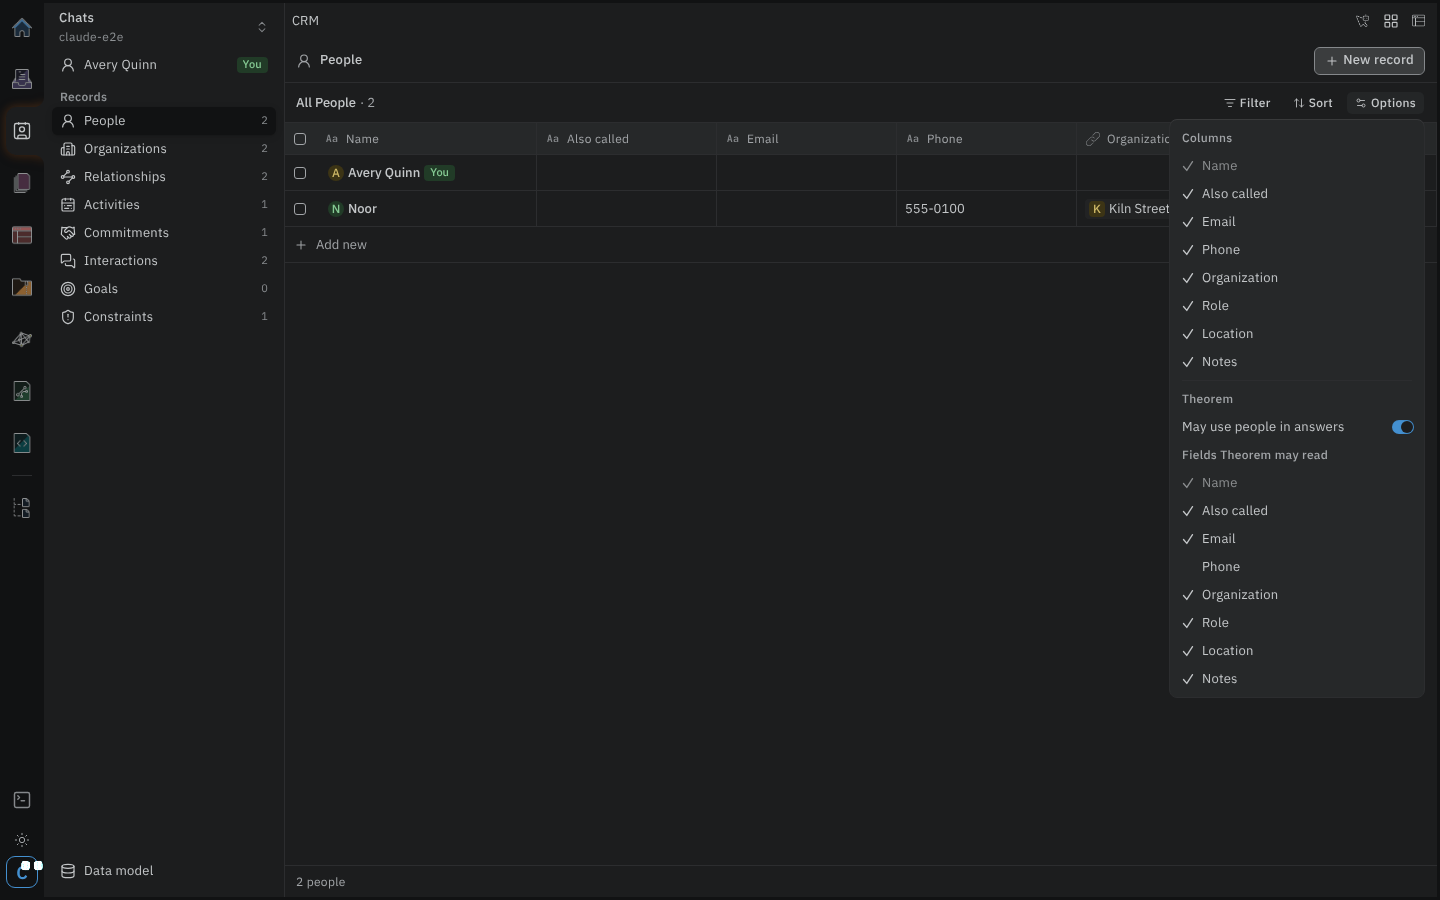 Chats
claude-e2e
Avery Quinn You
Records
People 2
Organizations 2
Relationships 2
Activities 1
Commitments 1
Interactions 2
Goals 0
Constraints 1
Data model
C
CRM
People
New record
All People · 2
Filter Sort Options
Aa Name Aa Also called Aa Email Aa Phone Organizatio
A Avery Quinn You
N Noor 555-0100 K Kiln Street
Add new
2 people
Columns
Name
Also called
Email
Phone
Organization
Role
Location
Notes
Theorem
May use people in answers
Fields Theorem may read
Name
Also called
Email
Phone
Organization
Role
Location
Notes